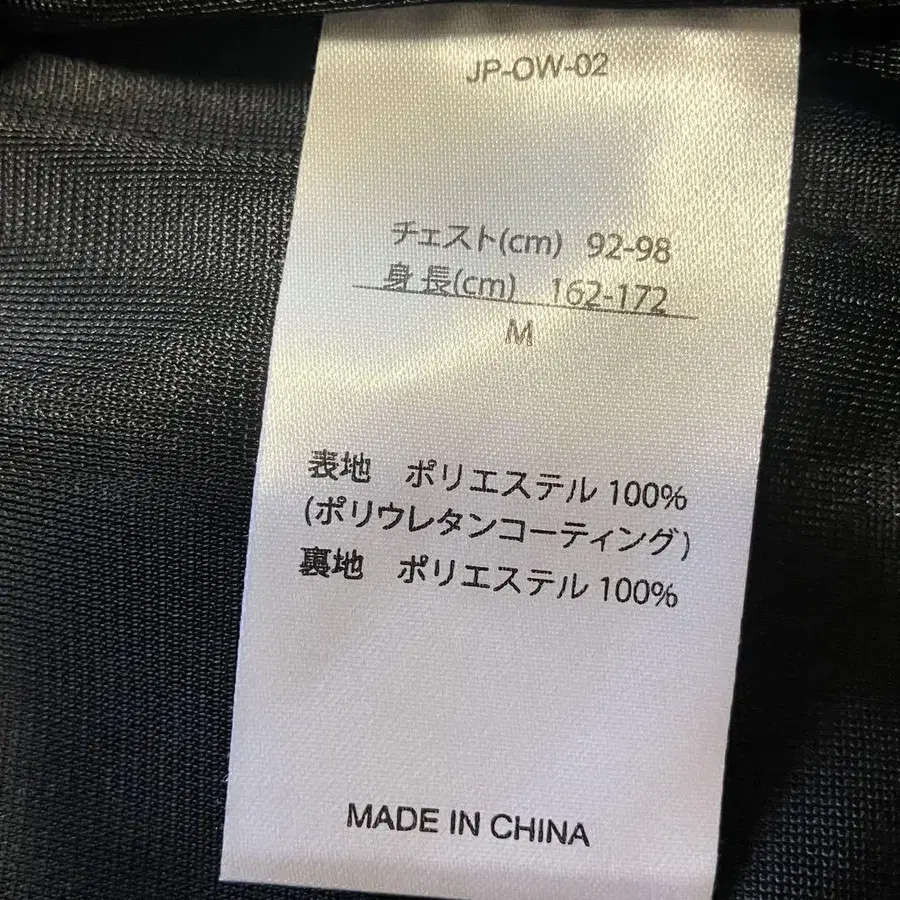 JP-OW-02
チェスト(cm) 92-98
身 長(cm) 162-172
M
表地 ポリエステル 100%
(ポリウレタンコーティング)
裏地 ポリエステル 100%
MADE IN CHINA